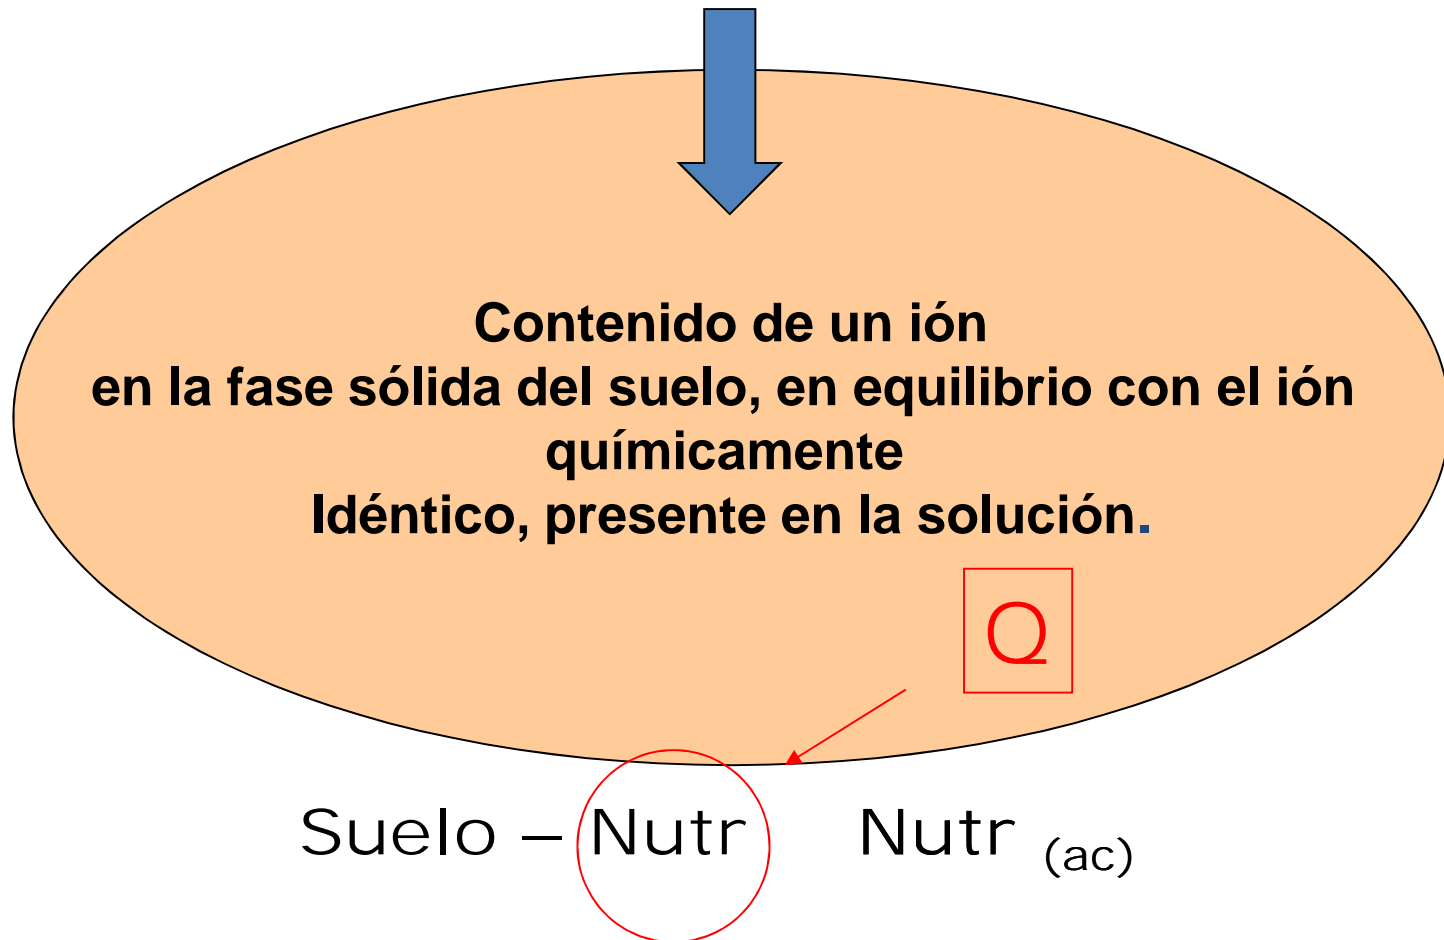 Contenido de un ión
en la fase sólida del suelo, en equilibrio con el ión
químicamente
Idéntico, presente en la solución.
Q
Suelo – Nutr Nutr (ac)